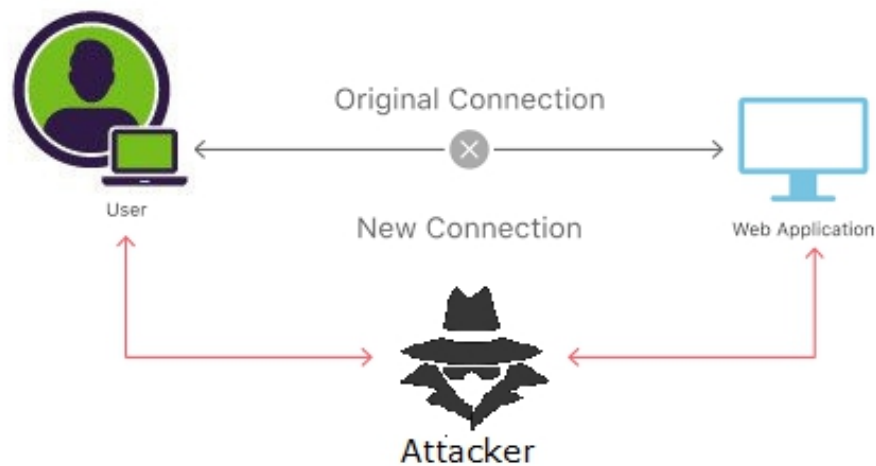 Original Connection
User
New Connection
Web Application
Attacker